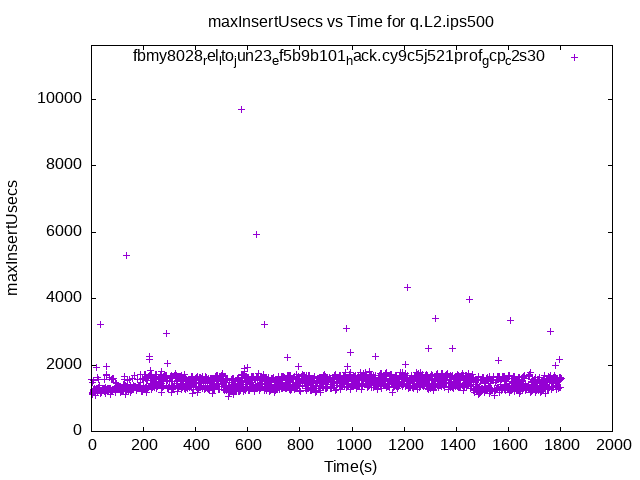 maxInsertUsecs vs Time for q.L2.ips500
fbmy8028relltojun23ef5b9b101hack.cy9c5j521profgcpc2s30
10000
8000
6000
4000
2000
0
maxInsertUsecs
0 200 400 600 800 1000 1200 1400 1600 1800 2000
Time(s)